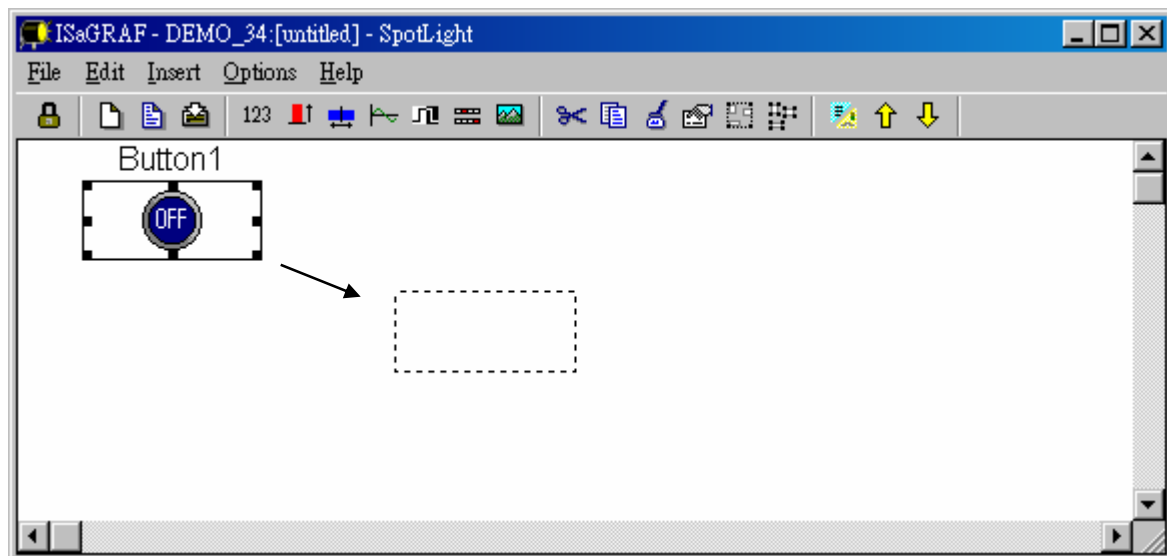 ISaGRAF - DEMO_34:[untitled] - SpotLight
File Edit Insert Options Help
123
Button1
OFF